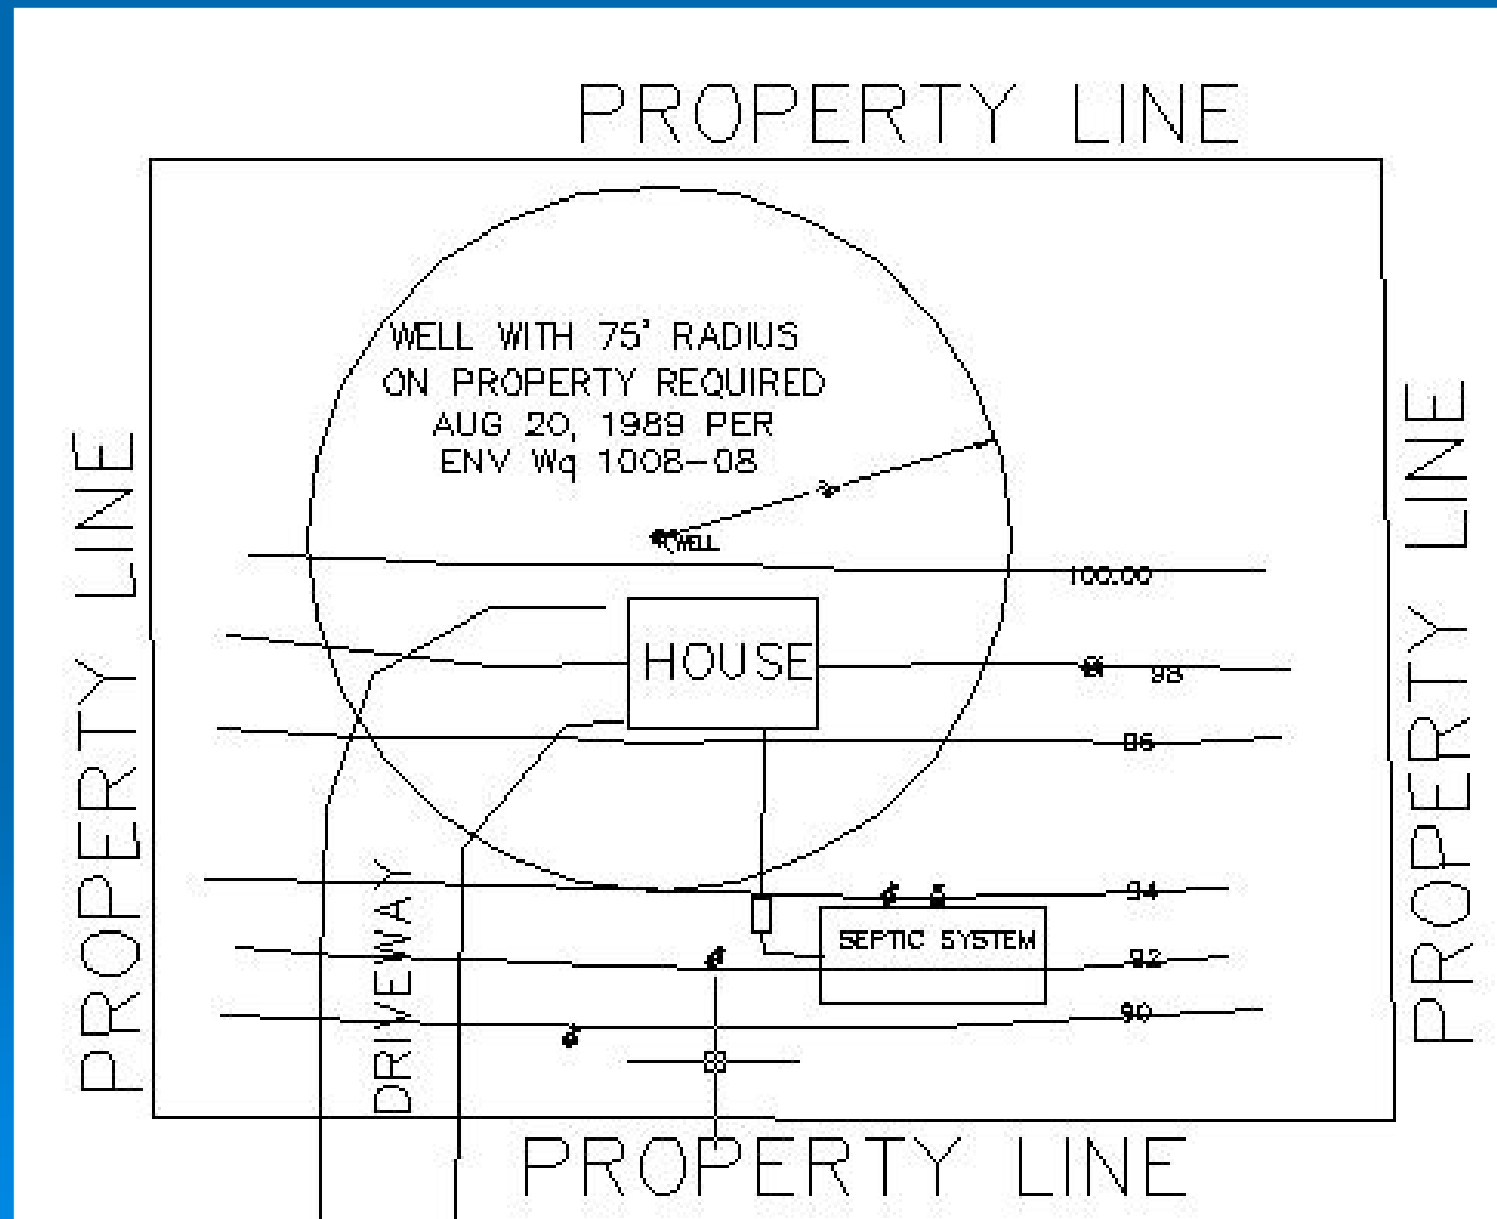 PROPERTY LINE
WELL WITH 75' RADIUS
ON PROPERTY REQUIRED
AUG 20, 1989 PER
ENV Wq 1008-08
WELL
100.00
HOUSE
98
96
94
SEPTIC SYSTEM
92
90
DRIVEWAY
PROPERTY LINE
PROPERTY LINE
PROPERTY LINE